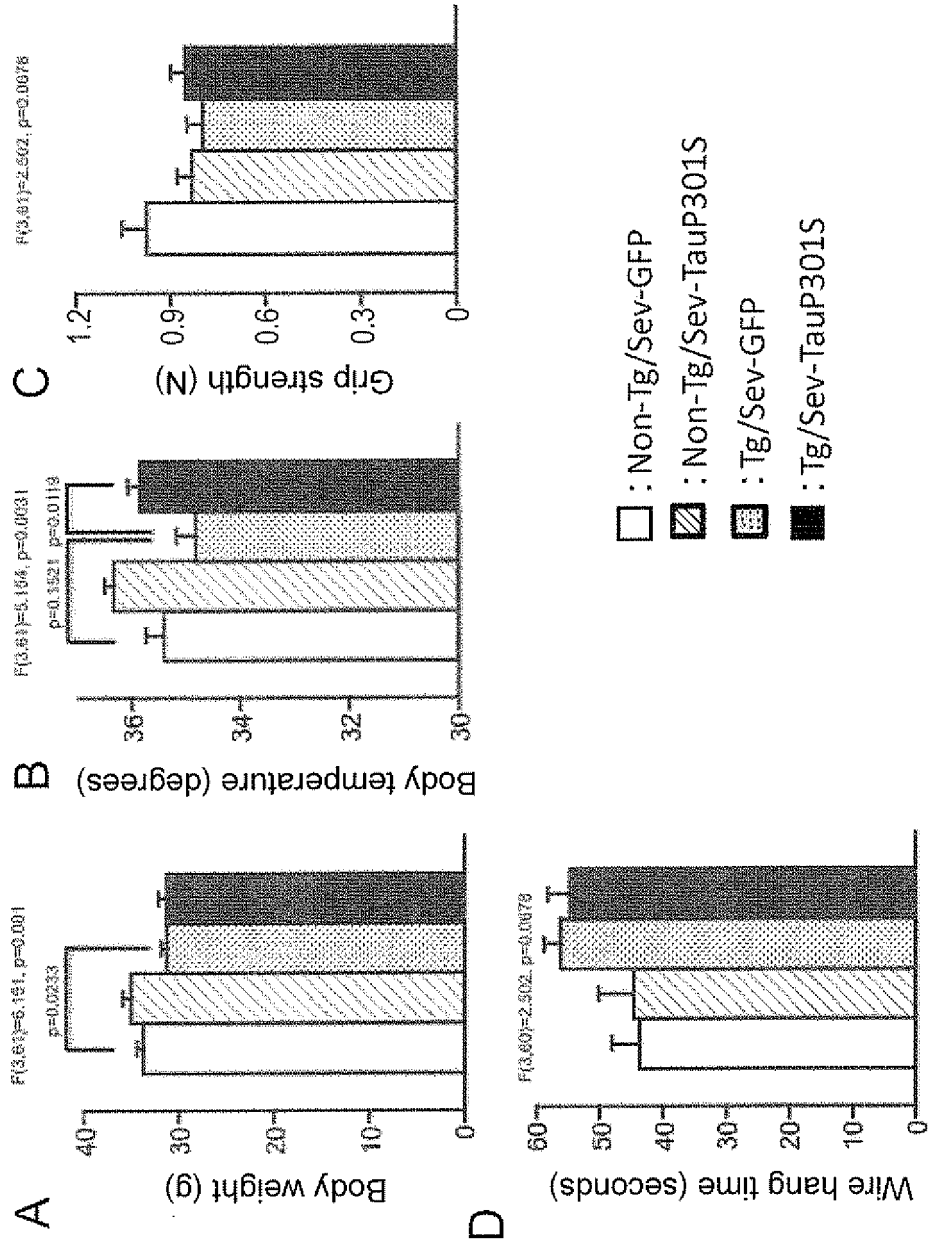 A
F(3,61)=6.161, p=0.001
p=0.0233
40
30
20
10
0
Body weight (g)
B
F(3,61)=5.164, p=0.0031
p=0.1521 p=0.0119
36
34
32
30
Body temperature (degrees)
C
F(3,61)=2.602, p=0.0076
1.2
0.9
0.6
0.3
0
Grip strength (N)
D
F(3,60)=2.502, p=0.0678
60
50
40
30
20
10
0
Wire hang time (seconds)
: Non-Tg/Sev-GFP
: Non-Tg/Sev-TauP301S
: Tg/Sev-GFP
: Tg/Sev-TauP301S